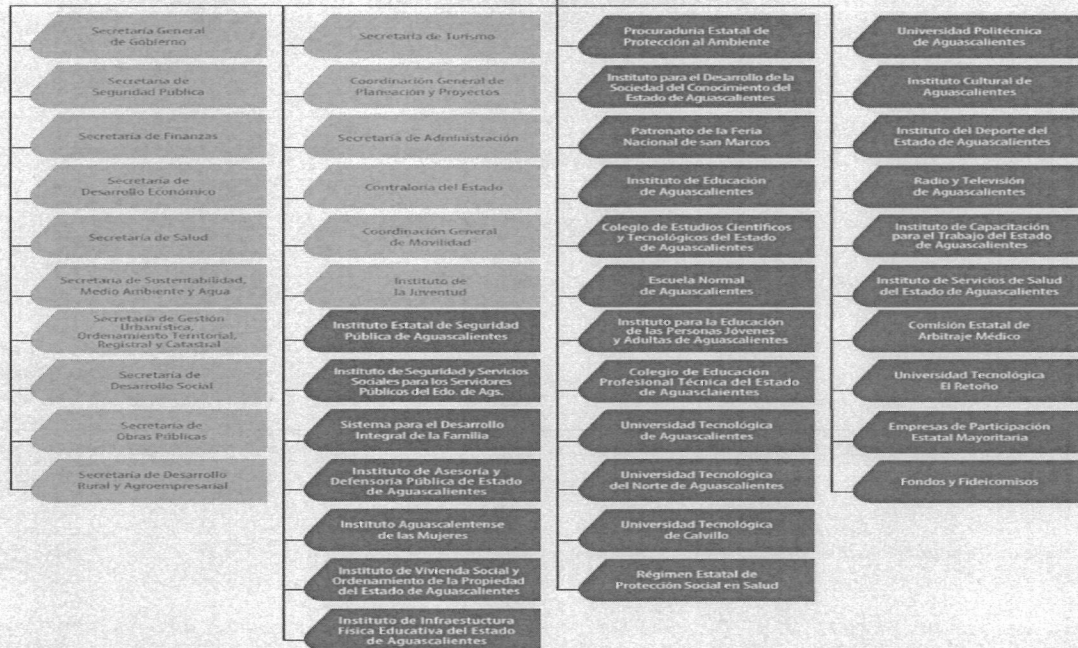 Secretaría General
de Gobierno
Secretaría de
Seguridad Pública
Secretaría de Finanzas
Secretaría de
Desarrollo Económico
Secretaría de Salud
Secretaría de Sustentabilidad,
Medio Ambiente y Agua
Secretaría de Gestión
Urbanística,
Ordenamiento Territorial,
Registral y Catastral
Secretaría de
Desarrollo Social
Secretaría de
Obras Públicas
Secretaría de Desarrollo
Rural y Agroempresarial
Secretaría de Turismo
Coordinación General de
Planeación y Proyectos
Secretaría de Administración
Contraloría del Estado
Coordinación General
de Movilidad
Instituto de
la Juventud
Instituto Estatal de Seguridad
Pública de Aguascalientes
Instituto de Seguridad y Servicios
Sociales para los Servidores
Públicos del Edo. de Ags.
Sistema para el Desarrollo
Integral de la Familia
Instituto de Asesoría y
Defensoría Pública de Estado
de Aguascalientes
Instituto Aguascalentense
de las Mujeres
Instituto de Vivienda Social y
Ordenamiento de la Propiedad
del Estado de Aguascalientes
Instituto de Infraestuctura
Física Educativa del Estado
de Aguascalientes
Procuraduría Estatal de
Protección al Ambiente
Instituto para el Desarrollo de la
Sociedad del Conocimiento del
Estado de Aguascalientes
Patronato de la Feria
Nacional de san Marcos
Instituto de Educación
de Aguascalientes
Colegio de Estudios Científicos
y Tecnológicos del Estado
de Aguascalientes
Escuela Normal
de Aguascalientes
Instituto para la Educación
de las Personas Jóvenes
y Adultas de Aguascalientes
Colegio de Educación
Profesional Técnica del Estado
de Aguasclaientes
Universidad Tecnológica
de Aguascalientes
Universidad Tecnológica
del Norte de Aguascalientes
Universidad Tecnológica
de Calvillo
Régimen Estatal de
Protección Social en Salud
Universidad Politécnica
de Aguascalientes
Instituto Cultural de
Aguascalientes
Instituto del Deporte del
Estado de Aguascalientes
Radio y Televisión
de Aguascalientes
Instituto de Capacitación
para el Trabajo del Estado
de Aguascalientes
Instituto de Servicios de Salud
del Estado de Aguascalientes
Comisión Estatal de
Arbitraje Médico
Universidad Tecnológica
El Retoño
Empresas de Participación
Estatal Mayoritaria
Fondos y Fideicomisos